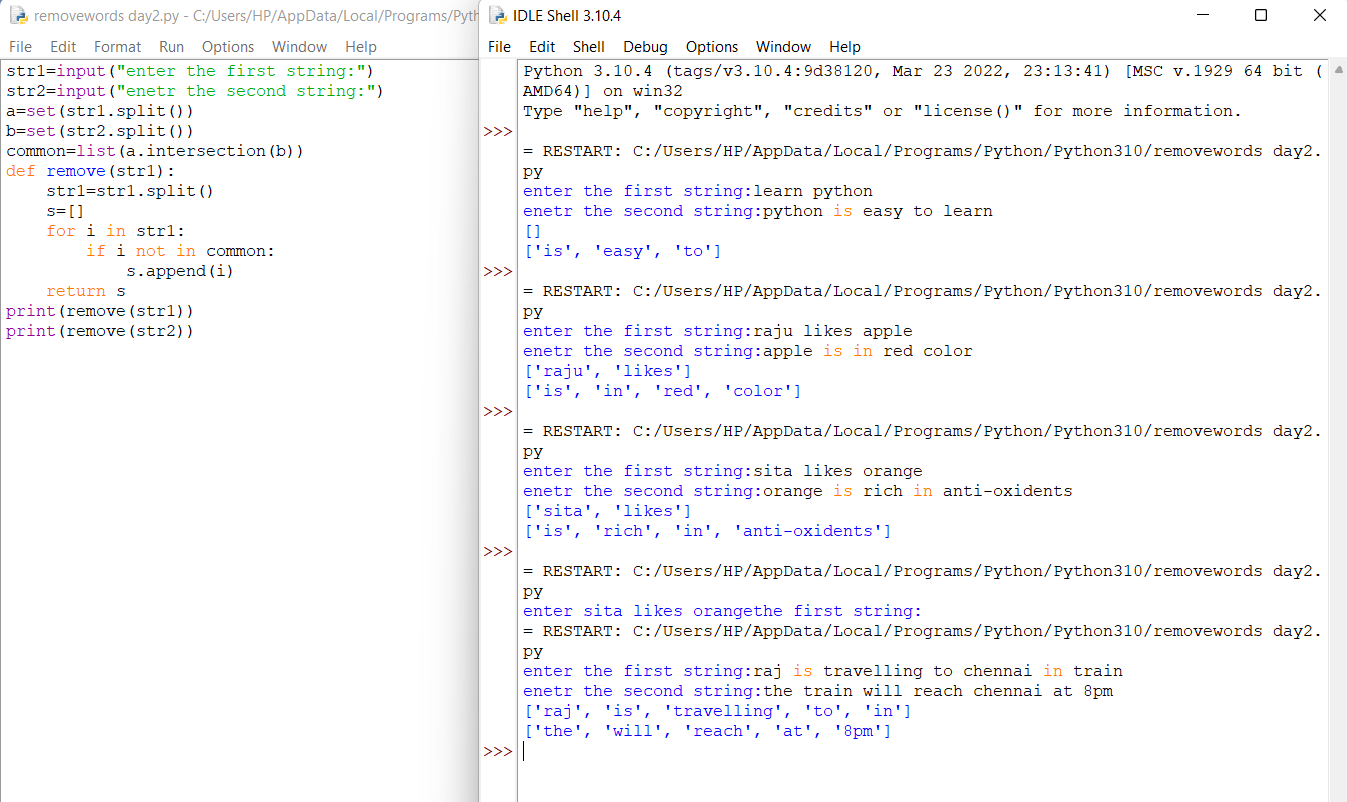 removewords day2.py - C:/Users/HP/AppData/Local/Programs/Pyth
File Edit Format Run Options Window Help
str1=input("enter the first string:")
str2=input("enetr the second string:")
a=set(str1.split())
b=set(str2.split())
common=list(a.intersection(b))
def remove(str1):
    str1=str1.split()
    s=[]
    for i in str1:
        if i not in common:
            s.append(i)
    return s
print(remove(str1))
print(remove(str2))
IDLE Shell 3.10.4
File Edit Shell Debug Options Window Help
Python 3.10.4 (tags/v3.10.4:9d38120, Mar 23 2022, 23:13:41) [MSC v.1929 64 bit (
AMD64)] on win32
Type "help", "copyright", "credits" or "license()" for more information.
>>>
= RESTART: C:/Users/HP/AppData/Local/Programs/Python/Python310/removewords day2.
py
enter the first string:learn python
enetr the second string:python is easy to learn
[]
['is', 'easy', 'to']
>>>
= RESTART: C:/Users/HP/AppData/Local/Programs/Python/Python310/removewords day2.
py
enter the first string:raju likes apple
enetr the second string:apple is in red color
['raju', 'likes']
['is', 'in', 'red', 'color']
>>>
= RESTART: C:/Users/HP/AppData/Local/Programs/Python/Python310/removewords day2.
py
enter the first string:sita likes orange
enetr the second string:orange is rich in anti-oxidents
['sita', 'likes']
['is', 'rich', 'in', 'anti-oxidents']
>>>
= RESTART: C:/Users/HP/AppData/Local/Programs/Python/Python310/removewords day2.
py
enter sita likes orangethe first string:
= RESTART: C:/Users/HP/AppData/Local/Programs/Python/Python310/removewords day2.
py
enter the first string:raj is travelling to chennai in train
enetr the second string:the train will reach chennai at 8pm
['raj', 'is', 'travelling', 'to', 'in']
['the', 'will', 'reach', 'at', '8pm']
>>>